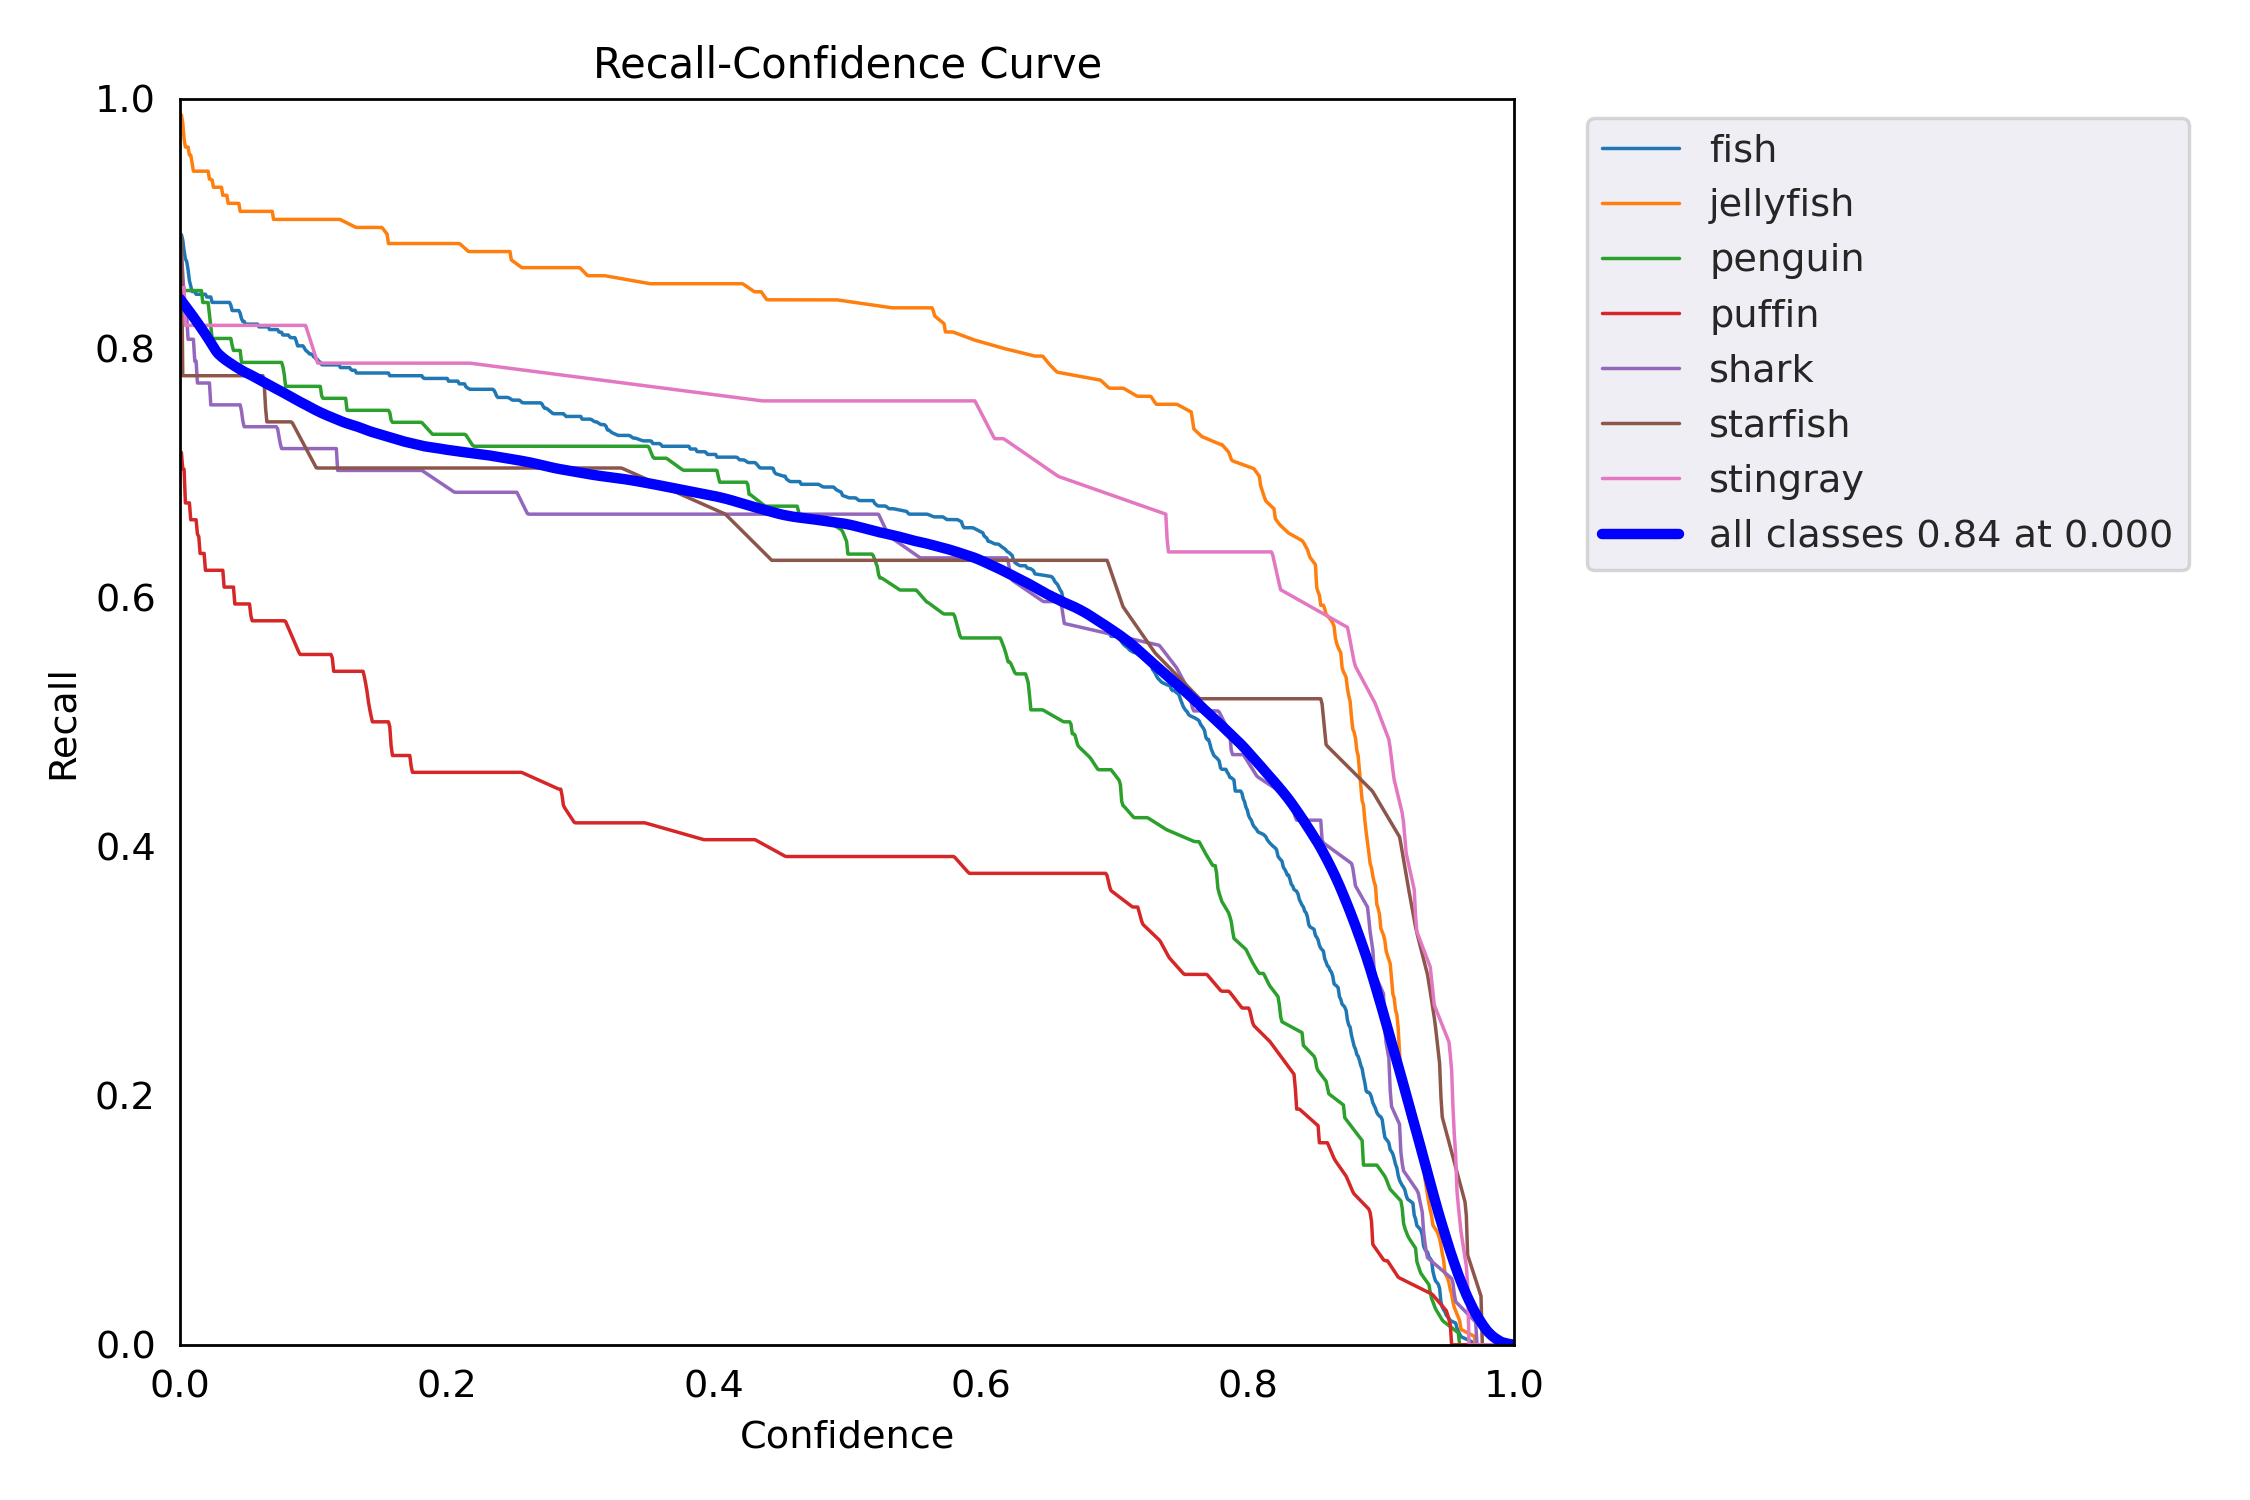 Recall-Confidence Curve
1.0
0.8
0.6
0.4
0.2
0.0
Recall
0.0 0.2 0.4 0.6 0.8 1.0
Confidence
fish
jellyfish
penguin
puffin
shark
starfish
stingray
all classes 0.84 at 0.000